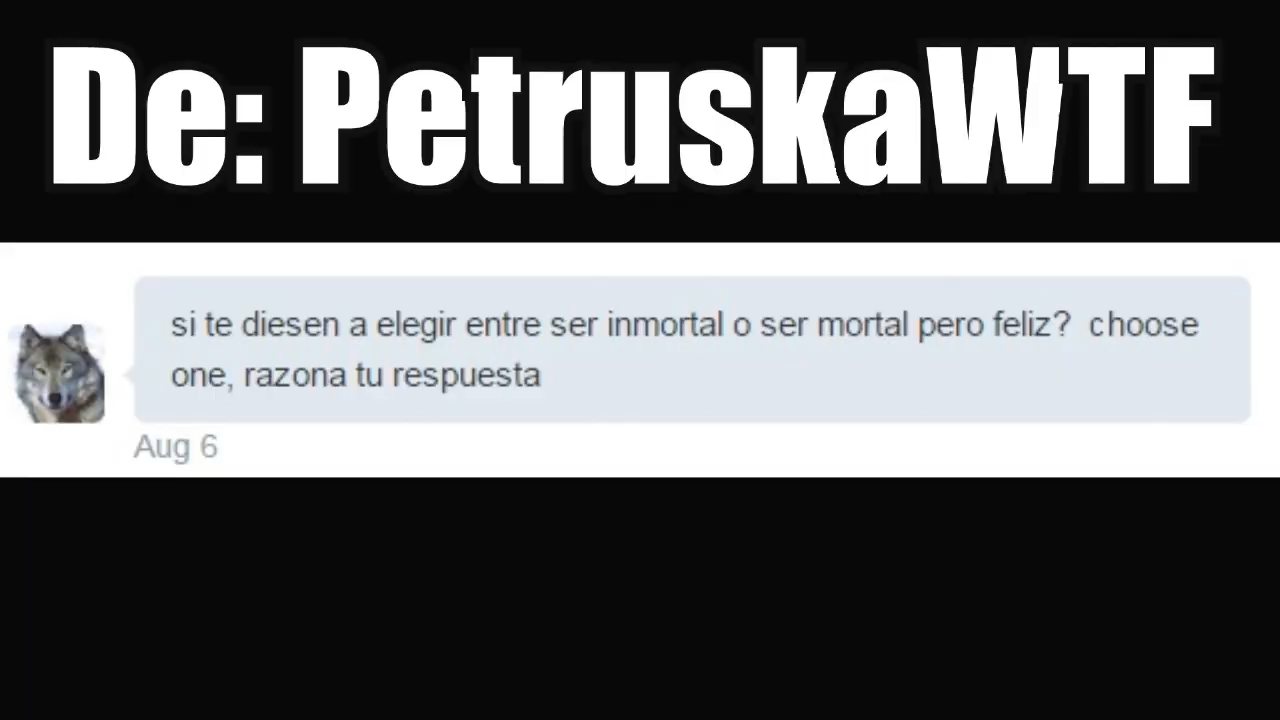 De: PetruskaWTF
si te diesen a elegir entre ser inmortal o ser mortal pero feliz?  choose
one, razona tu respuesta
Aug 6